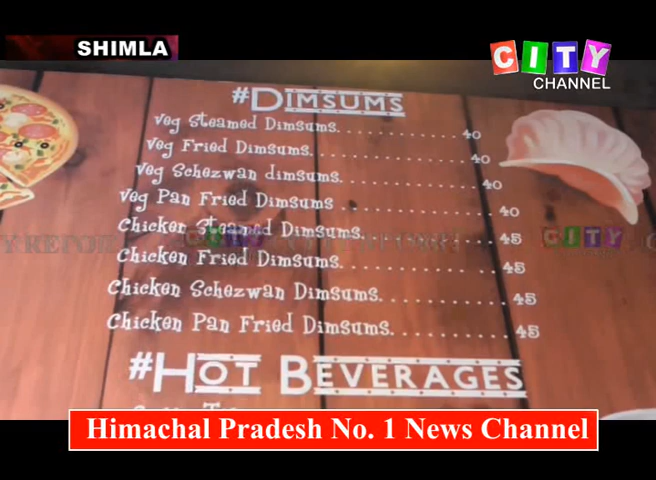 SHIMLA
CITY
CHANNEL
#DIMSUMS
Veg Steamed Dimsums. . . . . . . . . . . . . . . . 40
Veg Fried Dimsums. . . . . . . . . . . . . . . . . . 40
Veg Schezwan dimsums. . . . . . . . . . . . . . . 40
Veg Pan Fried Dimsums . . . . . . . . . . . . . . . 40
Chicken Steamed Dimsums. . . . . . . . . . . . . 45
Chicken Fried Dimsums. . . . . . . . . . . . . . . 45
CITY
CITY
Chicken Schezwan Dimsums. . . . . . . . . . . . 45
Chicken Pan Fried Dimsums. . . . . . . . . . . . 45
#HOT BEVERAGES
Himachal Pradesh No. 1 News Channel